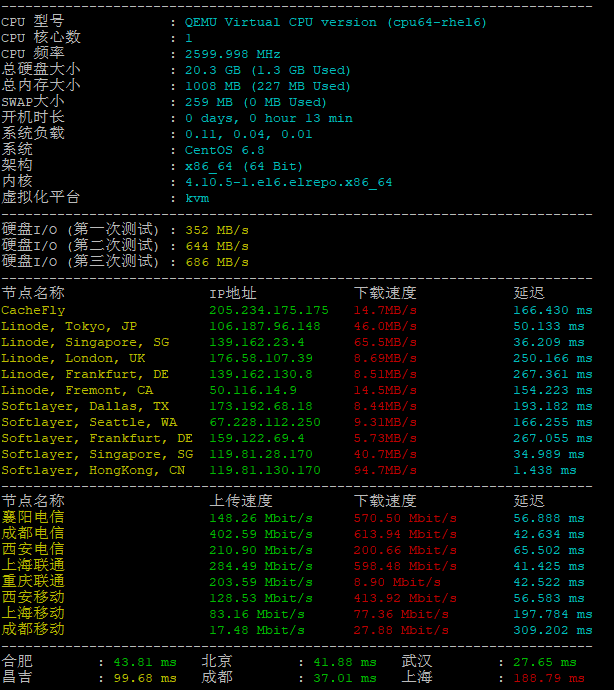 CPU 型号 : QEMU Virtual CPU version (cpu64-rhel6)
CPU 核心数 : 1
CPU 频率 : 2599.998 MHz
总硬盘大小 : 20.3 GB (1.3 GB Used)
总内存大小 : 1008 MB (227 MB Used)
SWAP大小 : 259 MB (0 MB Used)
开机时长 : 0 days, 0 hour 13 min
系统负载 : 0.11, 0.04, 0.01
系统 : CentOS 6.8
架构 : x86_64 (64 Bit)
内核 : 4.10.5-1.el6.elrepo.x86_64
虚拟化平台 : kvm
硬盘I/O (第一次测试) : 352 MB/s
硬盘I/O (第二次测试) : 644 MB/s
硬盘I/O (第三次测试) : 686 MB/s
节点名称 IP地址 下载速度 延迟
CacheFly 205.234.175.175 14.7MB/s 166.430 ms
Linode, Tokyo, JP 106.187.96.148 46.0MB/s 50.133 ms
Linode, Singapore, SG 139.162.23.4 65.5MB/s 36.209 ms
Linode, London, UK 176.58.107.39 8.69MB/s 250.166 ms
Linode, Frankfurt, DE 139.162.130.8 8.51MB/s 267.361 ms
Linode, Fremont, CA 50.116.14.9 14.5MB/s 154.223 ms
Softlayer, Dallas, TX 173.192.68.18 8.44MB/s 193.182 ms
Softlayer, Seattle, WA 67.228.112.250 9.31MB/s 166.255 ms
Softlayer, Frankfurt, DE 159.122.69.4 5.73MB/s 267.055 ms
Softlayer, Singapore, SG 119.81.28.170 40.7MB/s 34.989 ms
Softlayer, HongKong, CN 119.81.130.170 94.7MB/s 1.438 ms
节点名称 上传速度 下载速度 延迟
襄阳电信 148.26 Mbit/s 570.50 Mbit/s 56.888 ms
成都电信 402.59 Mbit/s 613.94 Mbit/s 42.634 ms
西安电信 210.90 Mbit/s 200.66 Mbit/s 65.502 ms
上海联通 284.49 Mbit/s 598.48 Mbit/s 41.425 ms
重庆联通 203.59 Mbit/s 8.90 Mbit/s 42.522 ms
西安移动 128.53 Mbit/s 413.92 Mbit/s 56.583 ms
上海移动 83.16 Mbit/s 77.36 Mbit/s 197.784 ms
成都移动 17.48 Mbit/s 27.88 Mbit/s 309.202 ms
合肥 : 43.81 ms 北京 : 41.88 ms 武汉 : 27.65 ms
昌吉 : 99.68 ms 成都 : 37.01 ms 上海 : 188.79 ms